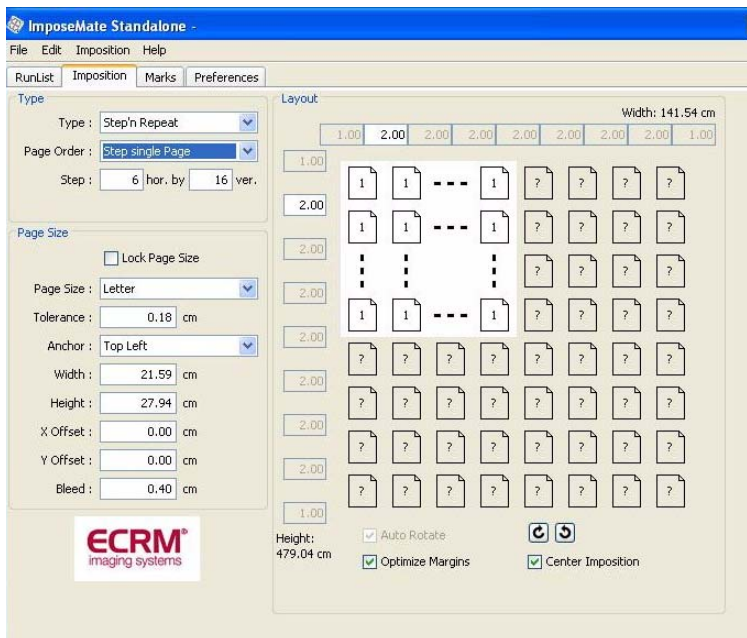 ImposeMate Standalone -
File Edit Imposition Help
RunList Imposition Marks Preferences
Type
Type : Step'n Repeat
Page Order : Step single Page
Step : 6 hor. by 16 ver.
Page Size
Lock Page Size
Page Size : Letter
Tolerance : 0.18 cm
Anchor : Top Left
Width : 21.59 cm
Height : 27.94 cm
X Offset : 0.00 cm
Y Offset : 0.00 cm
Bleed : 0.40 cm
ECRM®
imaging systems
Layout
Width: 141.54 cm
1.00 2.00 2.00 2.00 2.00 2.00 2.00 2.00 1.00
1.00
1 1 --- 1 ? ? ? ?
2.00
1 1 --- 1 ? ? ? ?
2.00
? ? ? ?
2.00
1 1 --- 1 ? ? ? ?
2.00
? ? ? ? ? ? ? ?
2.00
? ? ? ? ? ? ? ?
2.00
? ? ? ? ? ? ? ?
2.00
? ? ? ? ? ? ? ?
1.00
Height:
479.04 cm
Auto Rotate
Optimize Margins Center Imposition